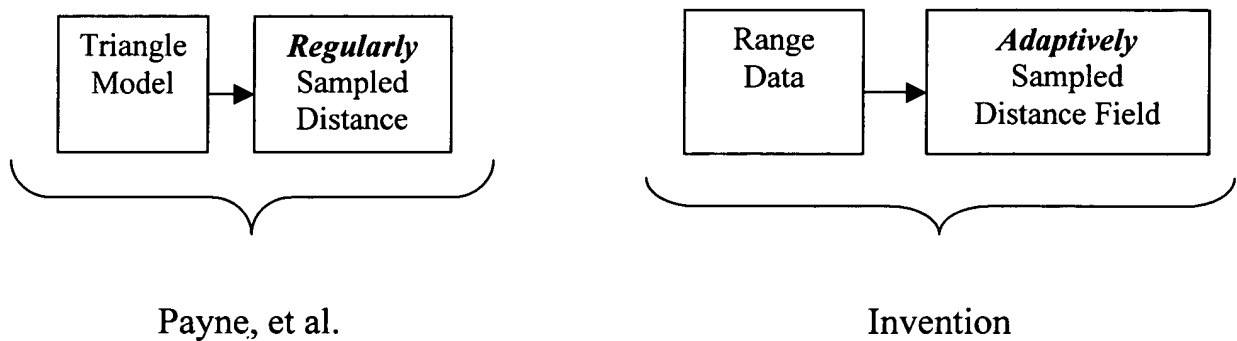 Triangle
Model
Regularly
Sampled
Distance
Range
Data
Adaptively
Sampled
Distance Field
Payne, et al.
Invention